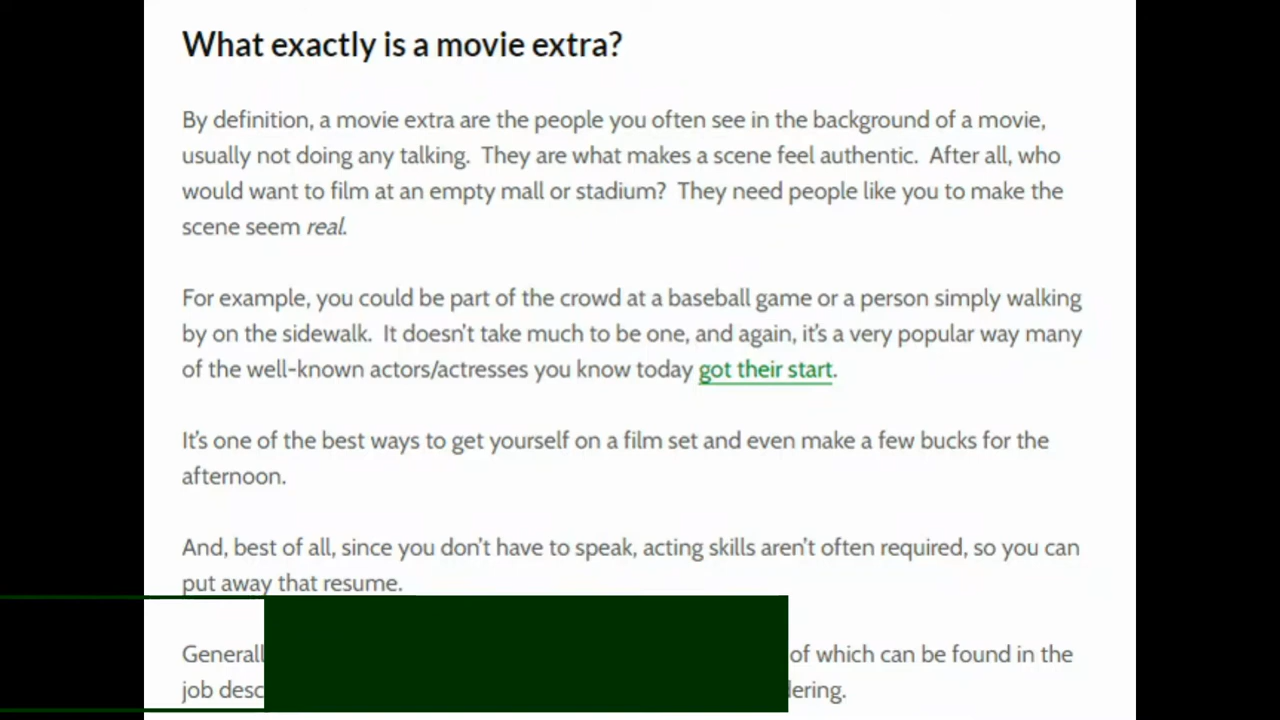 What exactly is a movie extra?
By definition, a movie extra are the people you often see in the background of a movie,
usually not doing any talking. They are what makes a scene feel authentic. After all, who
would want to film at an empty mall or stadium? They need people like you to make the
scene seem real.
For example, you could be part of the crowd at a baseball game or a person simply walking
by on the sidewalk. It doesn't take much to be one, and again, it's a very popular way many
of the well-known actors/actresses you know today got their start.
It's one of the best ways to get yourself on a film set and even make a few bucks for the
afternoon.
And, best of all, since you don't have to speak, acting skills aren't often required, so you can
put away that resume.
of which can be found in the
job